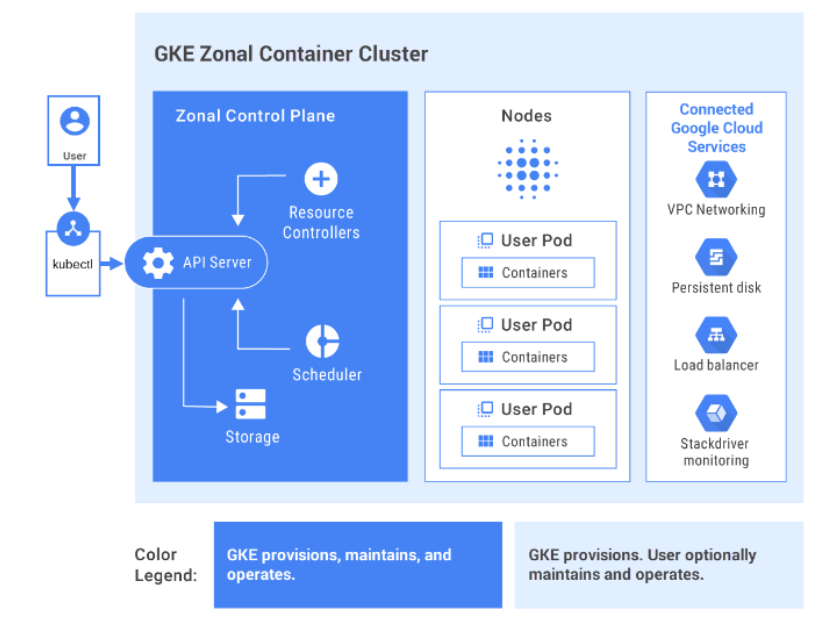 GKE Zonal Container Cluster
User
kubectl
Zonal Control Plane
Resource
Controllers
API Server
Scheduler
Storage
Nodes
User Pod
Containers
User Pod
Containers
User Pod
Containers
Connected
Google Cloud
Services
VPC Networking
Persistent disk
Load balancer
Stackdriver
monitoring
Color
Legend:
GKE provisions, maintains, and
operates.
GKE provisions. User optionally
maintains and operates.